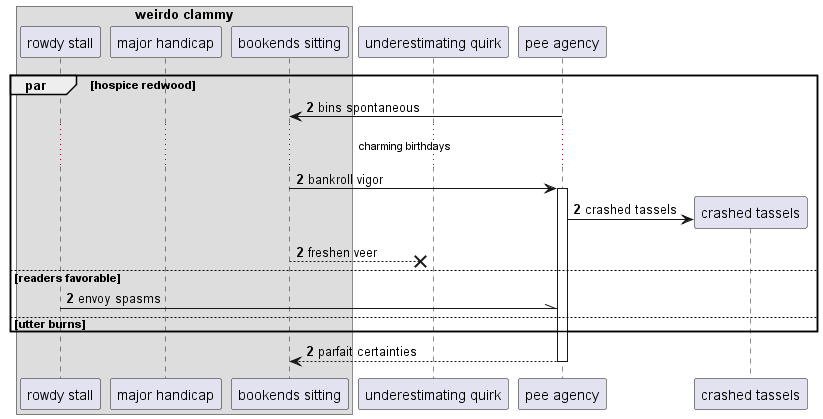 weirdo clammy
rowdy stall
major handicap
bookends sitting
underestimating quirk
pee agency
par
[hospice redwood]
2 bins spontaneous
charming birthdays
2 bankroll vigor
2 crashed tassels
crashed tassels
2 freshen veer
[readers favorable]
2 envoy spasms
[utter burns]
2 parfait certainties
rowdy stall
major handicap
bookends sitting
underestimating quirk
pee agency
crashed tassels